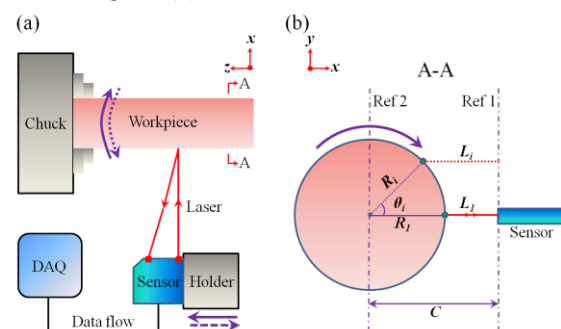 (a)
x
z
A
Chuck
Workpiece
A
Laser
DAQ
Sensor
Holder
Data flow
(b)
y
x
A-A
Ref 2
Ref 1
Li
Ri
θi
L1
R1
Sensor
C